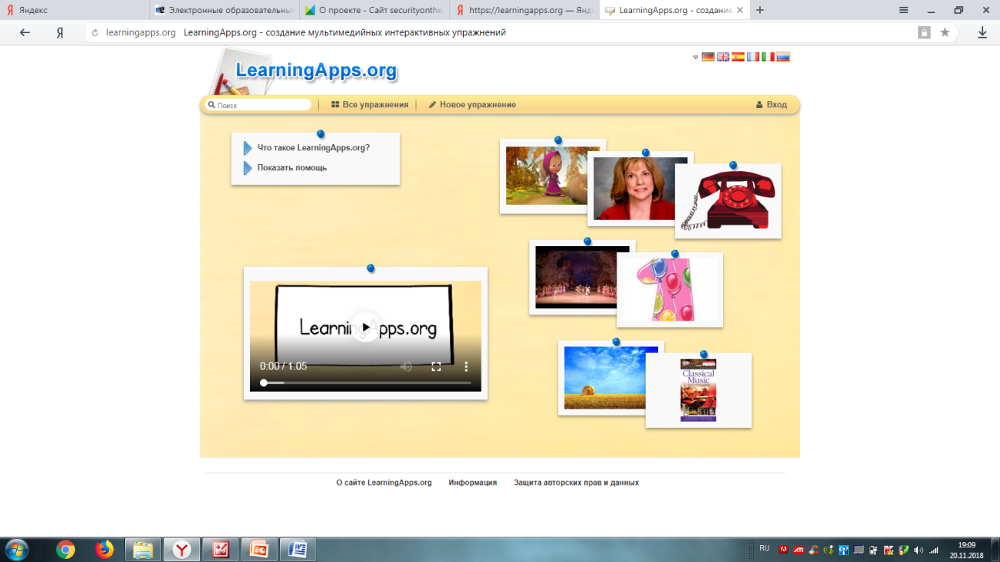 Яндекс
Электронные образовательны
О проекте - Сайт securityonthe
https://learningapps.org — Янде
LearningApps.org - создание
learningapps.org LearningApps.org - создание мультимедийных интерактивных упражнений
LearningApps.org
Поиск
Все упражнения
Новое упражнение
Вход
Что такое LearningApps.org?
Показать помощь
LearningApps.org
0:00 / 1:05
Classical
Music
О сайте LearningApps.org
Информация
Защита авторских прав и данных
RU
19:09
20.11.2018